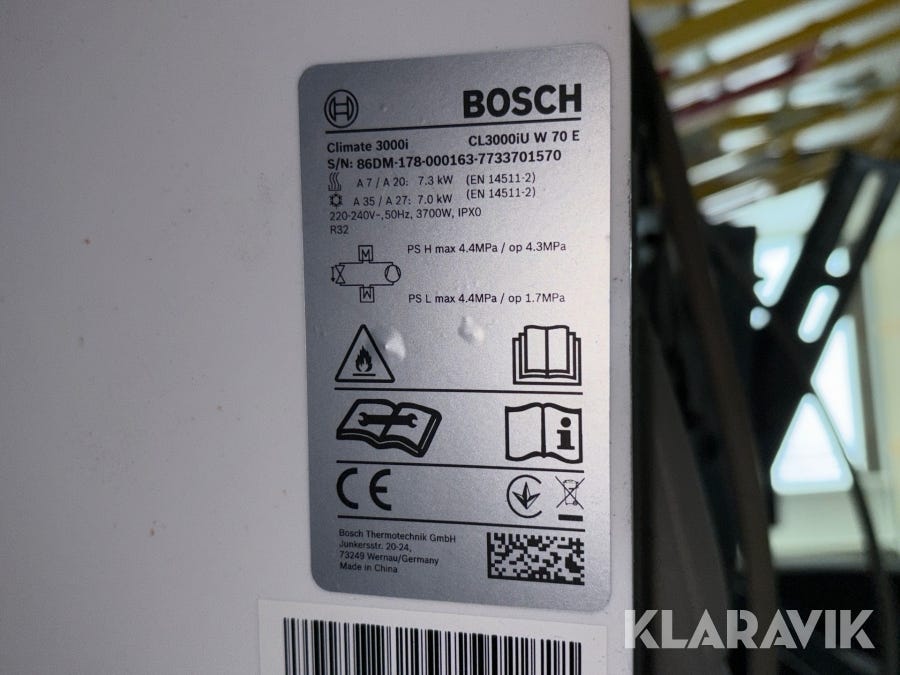 BOSCH
Climate 3000i CL3000iU W 70 E
S/N: 86DM-178-000163-7733701570
A 7 / A 20: 7.3 kW (EN 14511-2)
A 35 / A 27: 7.0 kW (EN 14511-2)
220-240V~, 50Hz, 3700W, IPX0
R32
M
PS H max 4.4MPa / op 4.3MPa
PS L max 4.4MPa / op 1.7MPa
i
CE
Bosch Thermotechnik GmbH
Junkersstr. 20-24,
73249 Wernau/Germany
Made in China
KLARAVIK